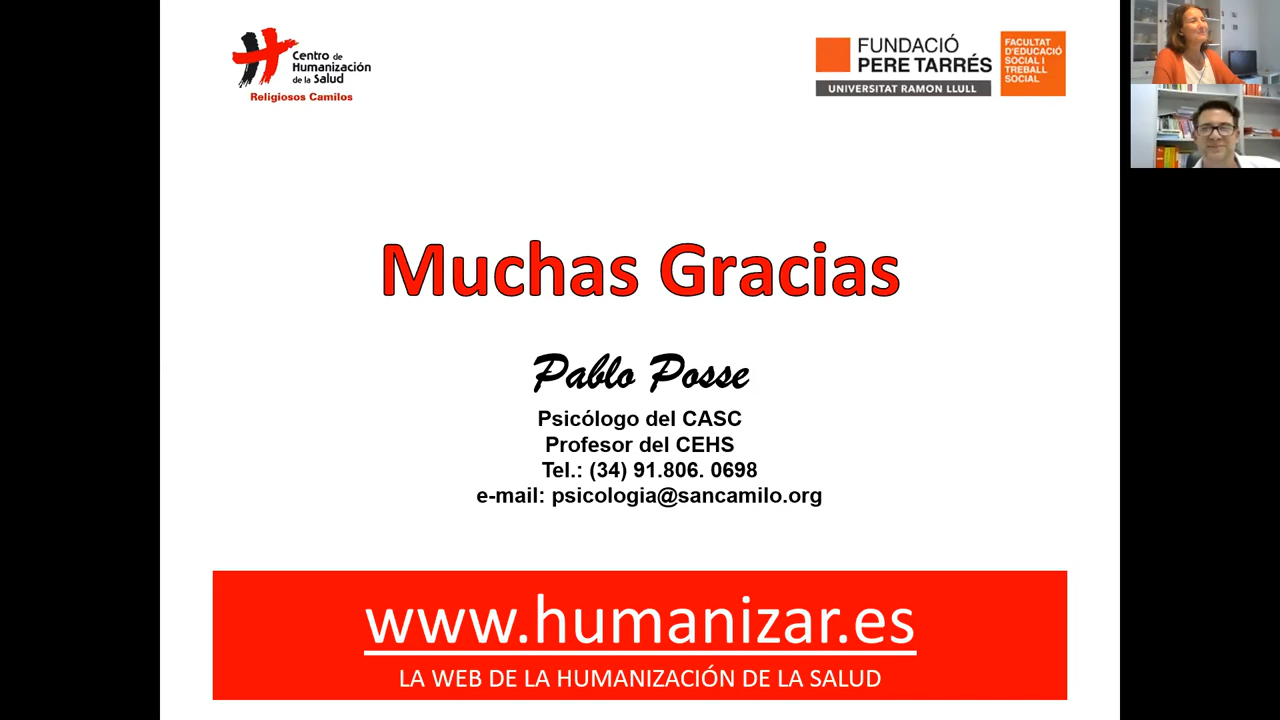 Centro de
Humanización
de la Salud
Religiosos Camilos
FUNDACIÓ
PERE TARRÉS
UNIVERSITAT RAMON LLULL
FACULTAT
D'EDUCACIÓ
SOCIAL I
TREBALL
SOCIAL
Muchas Gracias
Pablo Posse
Psicólogo del CASC
Profesor del CEHS
Tel.: (34) 91.806. 0698
e-mail: psicologia@sancamilo.org
www.humanizar.es
LA WEB DE LA HUMANIZACIÓN DE LA SALUD